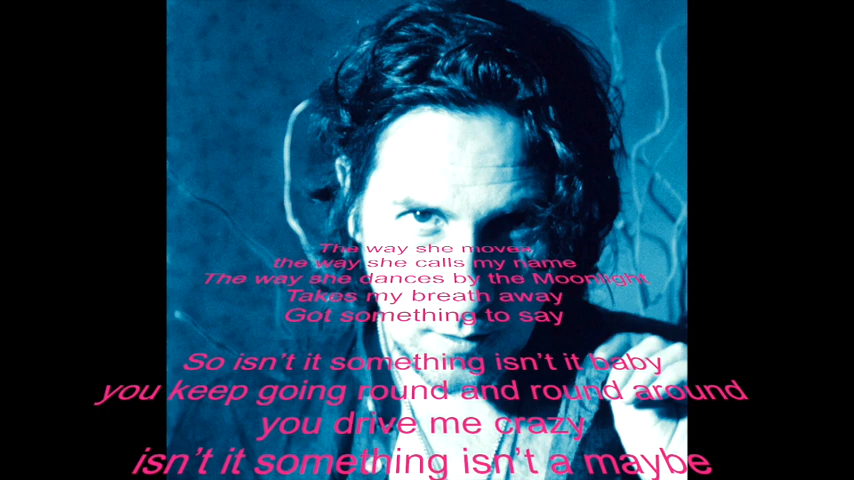 The way she moves,
the way she calls my name
The way she dances by the Moonlight
Takes my breath away
Got something to say
So isn't it something isn't it baby
you keep going round and round around
you drive me crazy
isn't it something isn't a maybe